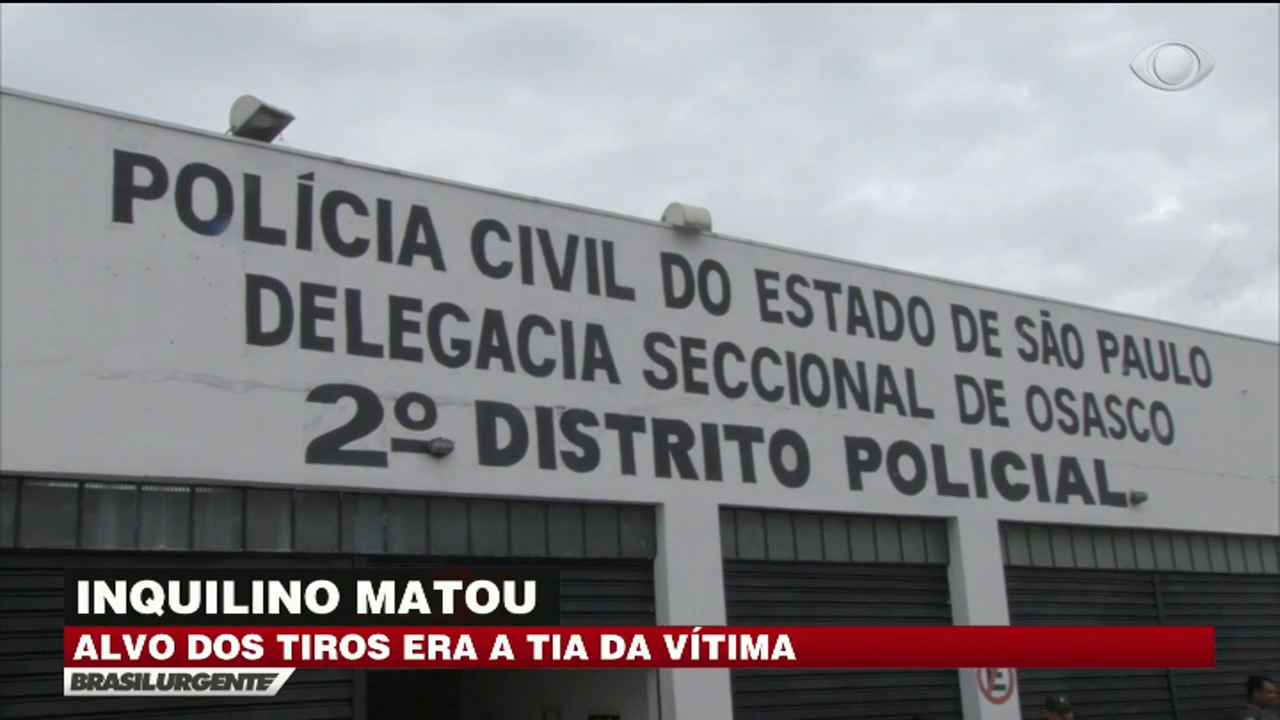 POLÍCIA CIVIL DO ESTADO DE SÃO PAULO
DELEGACIA SECCIONAL DE OSASCO
2º DISTRITO POLICIAL
INQUILINO MATOU
ALVO DOS TIROS ERA A TIA DA VÍTIMA
BRASILURGENTE
E